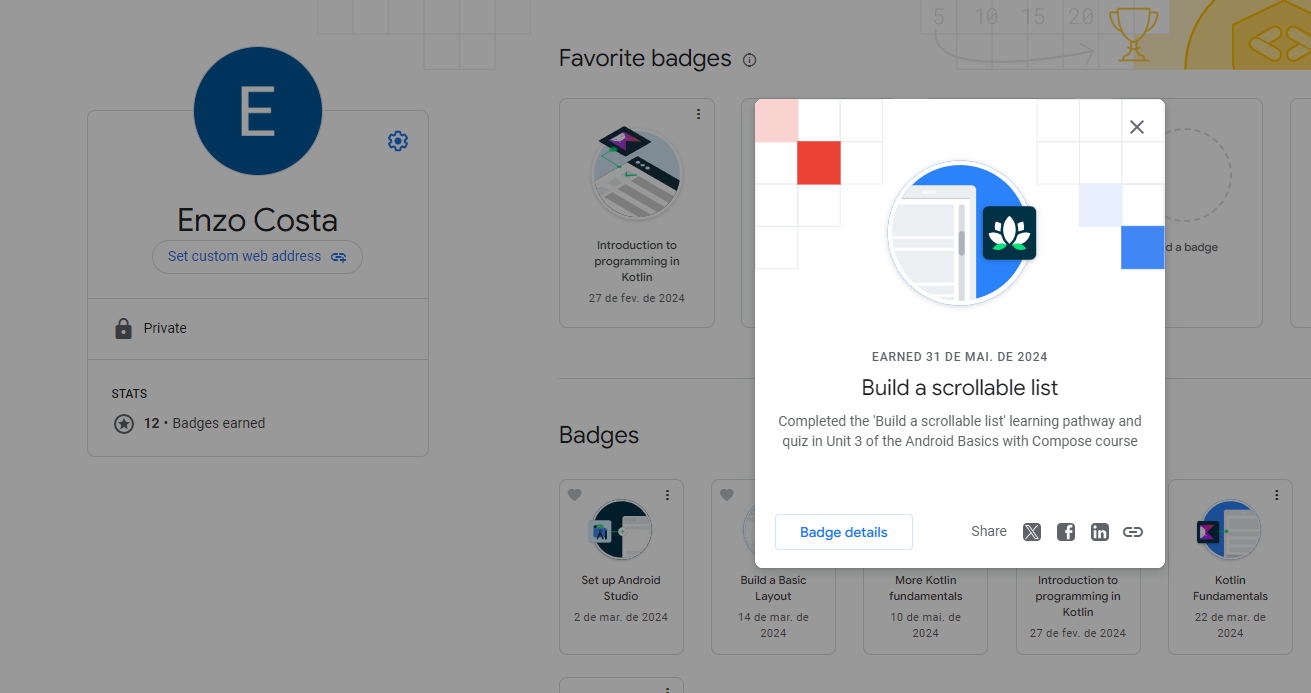 5 10 15 20
Favorite badges
E
Enzo Costa
Set custom web address
Private
STATS
12 • Badges earned
Introduction to
programming in
Kotlin
27 de fev. de 2024
d a badge
EARNED 31 DE MAI. DE 2024
Build a scrollable list
Completed the 'Build a scrollable list' learning pathway and
quiz in Unit 3 of the Android Basics with Compose course
Badge details
Share
Badges
Set up Android
Studio
2 de mar. de 2024
Build a Basic
Layout
14 de mar. de
2024
More Kotlin
fundamentals
10 de mai. de
2024
Introduction to
programming in
Kotlin
27 de fev. de 2024
Kotlin
Fundamentals
22 de mar. de
2024